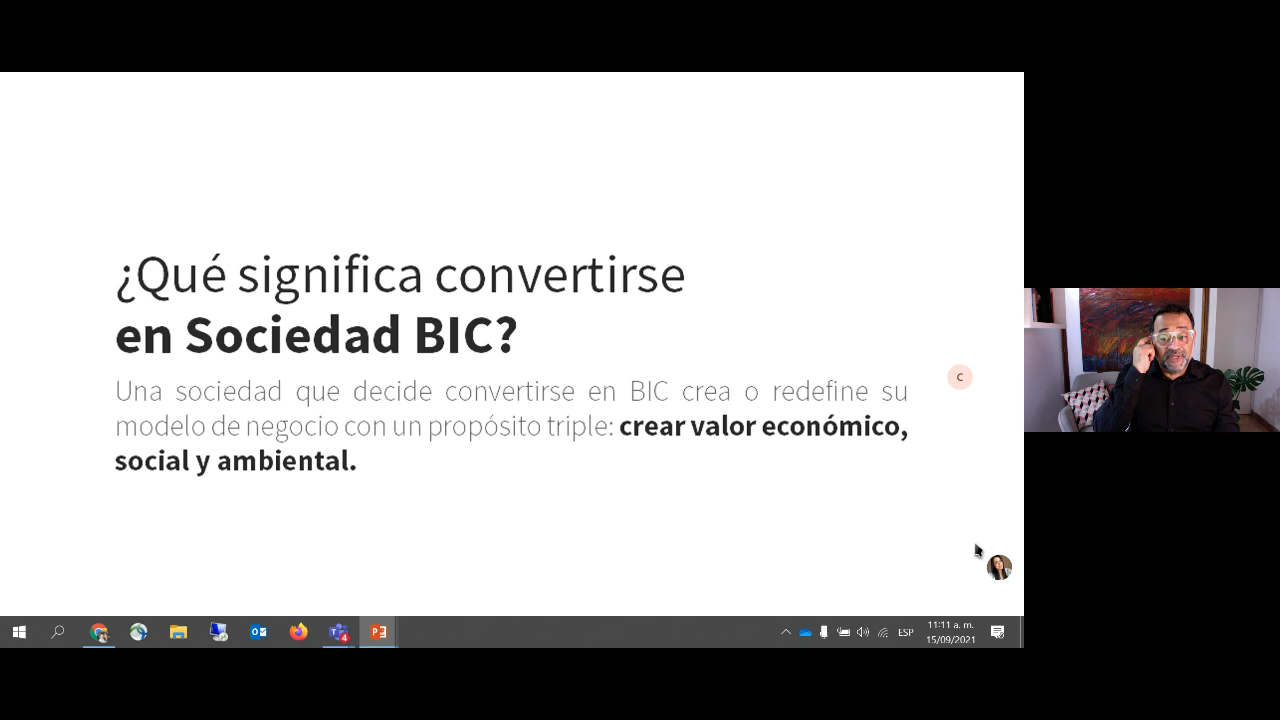 ¿Qué significa convertirse
en Sociedad BIC?
Una sociedad que decide convertirse en BIC crea o redefine su
modelo de negocio con un propósito triple: crear valor económico,
social y ambiental.
C
4
ESP
11:11 a. m.
15/09/2021